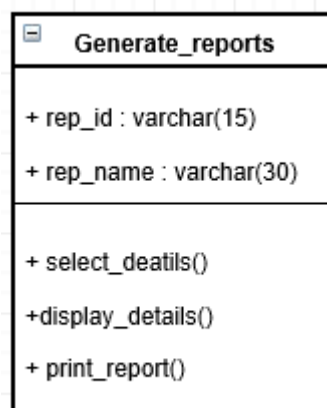 Generate_reports
+ rep_id : varchar(15)
+ rep_name : varchar(30)
+ select_deatils()
+display_details()
+ print_report()